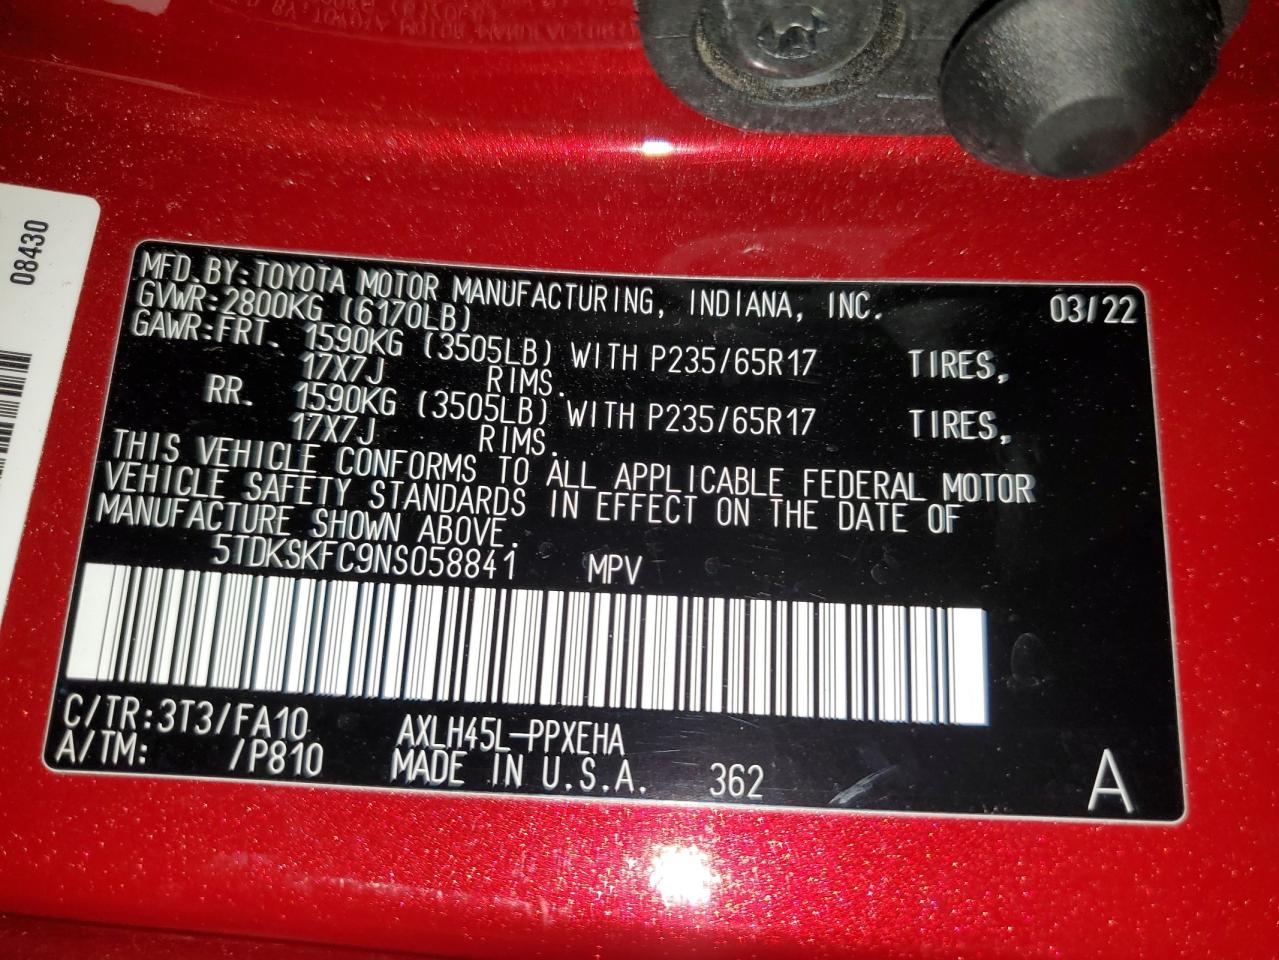 08430
MFD. BY: TOYOTA MOTOR MANUFACTURING, INDIANA, INC. 03/22
GVWR: 2800KG (6170LB)
GAWR: FRT. 1590KG (3505LB) WITH P235/65R17 TIRES,
17X7J RIMS.
RR. 1590KG (3505LB) WITH P235/65R17 TIRES,
17X7J RIMS.
THIS VEHICLE CONFORMS TO ALL APPLICABLE FEDERAL MOTOR
VEHICLE SAFETY STANDARDS IN EFFECT ON THE DATE OF
MANUFACTURE SHOWN ABOVE.
5TDKSKFC9NS058841 MPV
C/TR: 3T3/FA10 AXLH45L-PPXEHA
A/TM: /P810 MADE IN U.S.A. 362 A